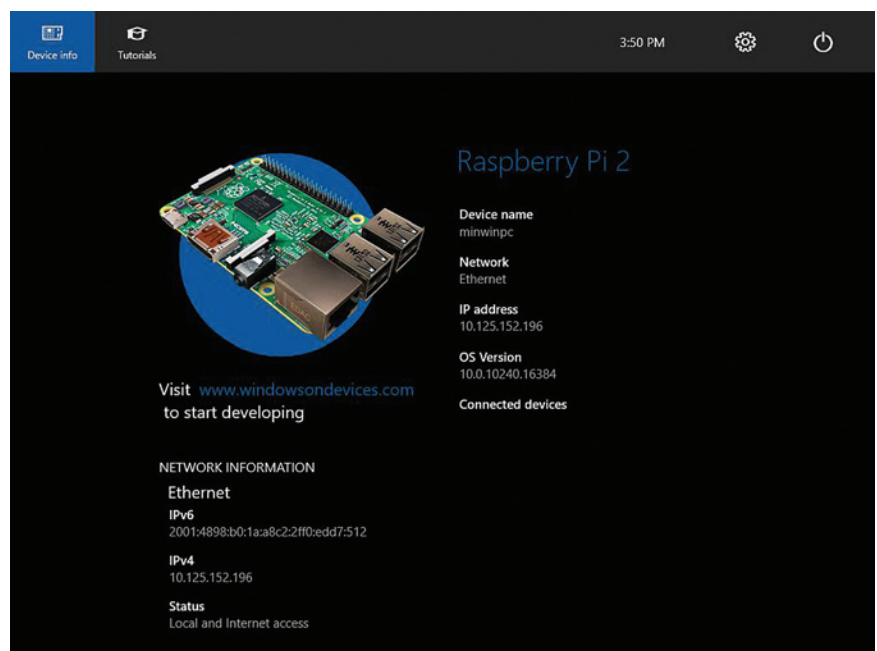 Device info
Tutorials
3:50 PM
Raspberry Pi 2
Device name
minwinpc
Network
Ethernet
IP address
10.125.152.196
OS Version
10.0.10240.16384
Connected devices
Visit www.windowsondevices.com
to start developing
NETWORK INFORMATION
Ethernet
IPv6
2001:4898:b0:1a:a8c2:2ff0:edd7:512
IPv4
10.125.152.196
Status
Local and Internet access